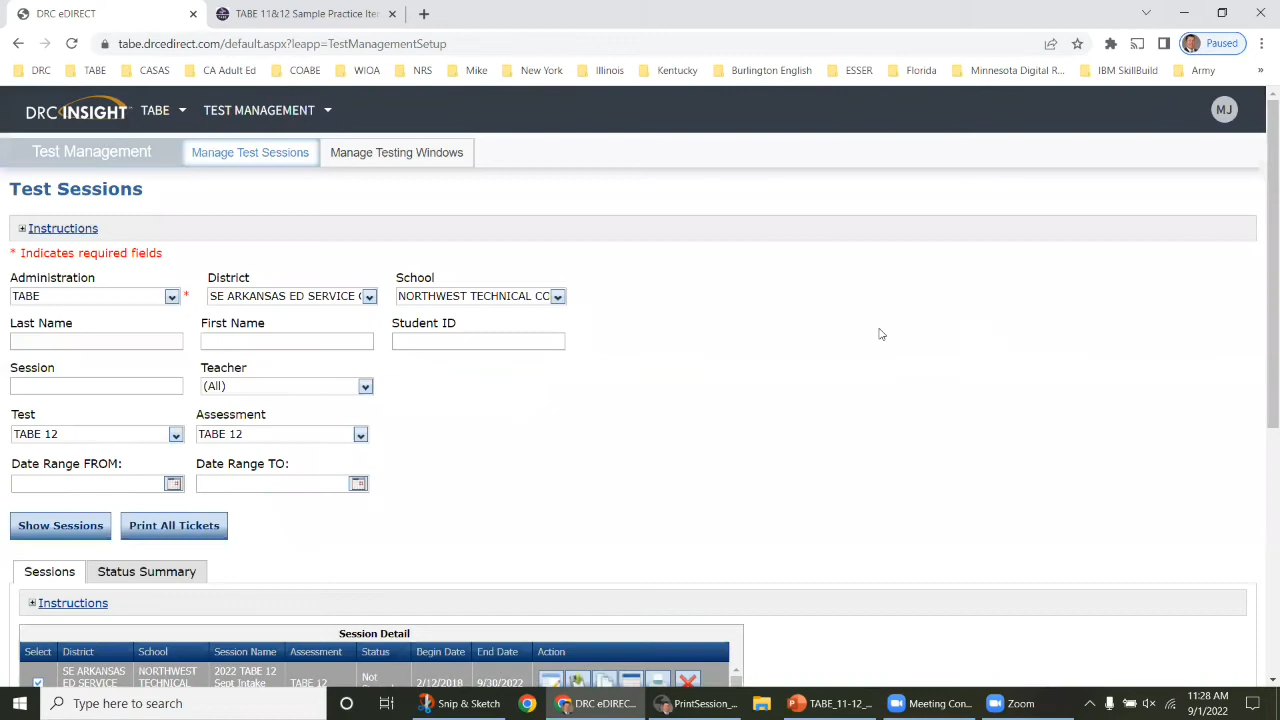 DRC eDIRECT
TABE 11&12 Sample Practice Iter
tabe.drcedirect.com/default.aspx?leapp=TestManagementSetup
Paused
DRC TABE CASAS CA Adult Ed COABE WIOA NRS Mike New York Illinois Kentucky Burlington English ESSER Florida Minnesota Digital R... IBM SkillBuild Army »
DRC INSIGHT TABE TEST MANAGEMENT MJ
Test Management Manage Test Sessions Manage Testing Windows
Test Sessions
Instructions
* Indicates required fields
Administration District School
TABE * SE ARKANSAS ED SERVICE ( NORTHWEST TECHNICAL CO
Last Name First Name Student ID
Session Teacher
(All)
Test Assessment
TABE 12 TABE 12
Date Range FROM: Date Range TO:
Show Sessions Print All Tickets
Sessions Status Summary
Instructions
Session Detail
Select District School Session Name Assessment Status Begin Date End Date Action
SE ARKANSAS NORTHWEST 2022 TABE 12
ED SERVICE TECHNICAL Sept Intake TABE 12 Not 2/12/2018 9/30/2022
Type here to search Snip & Sketch DRC eDIREC... PrintSession_... TABE_11-12_... Meeting Con... Zoom
11:28 AM
9/1/2022